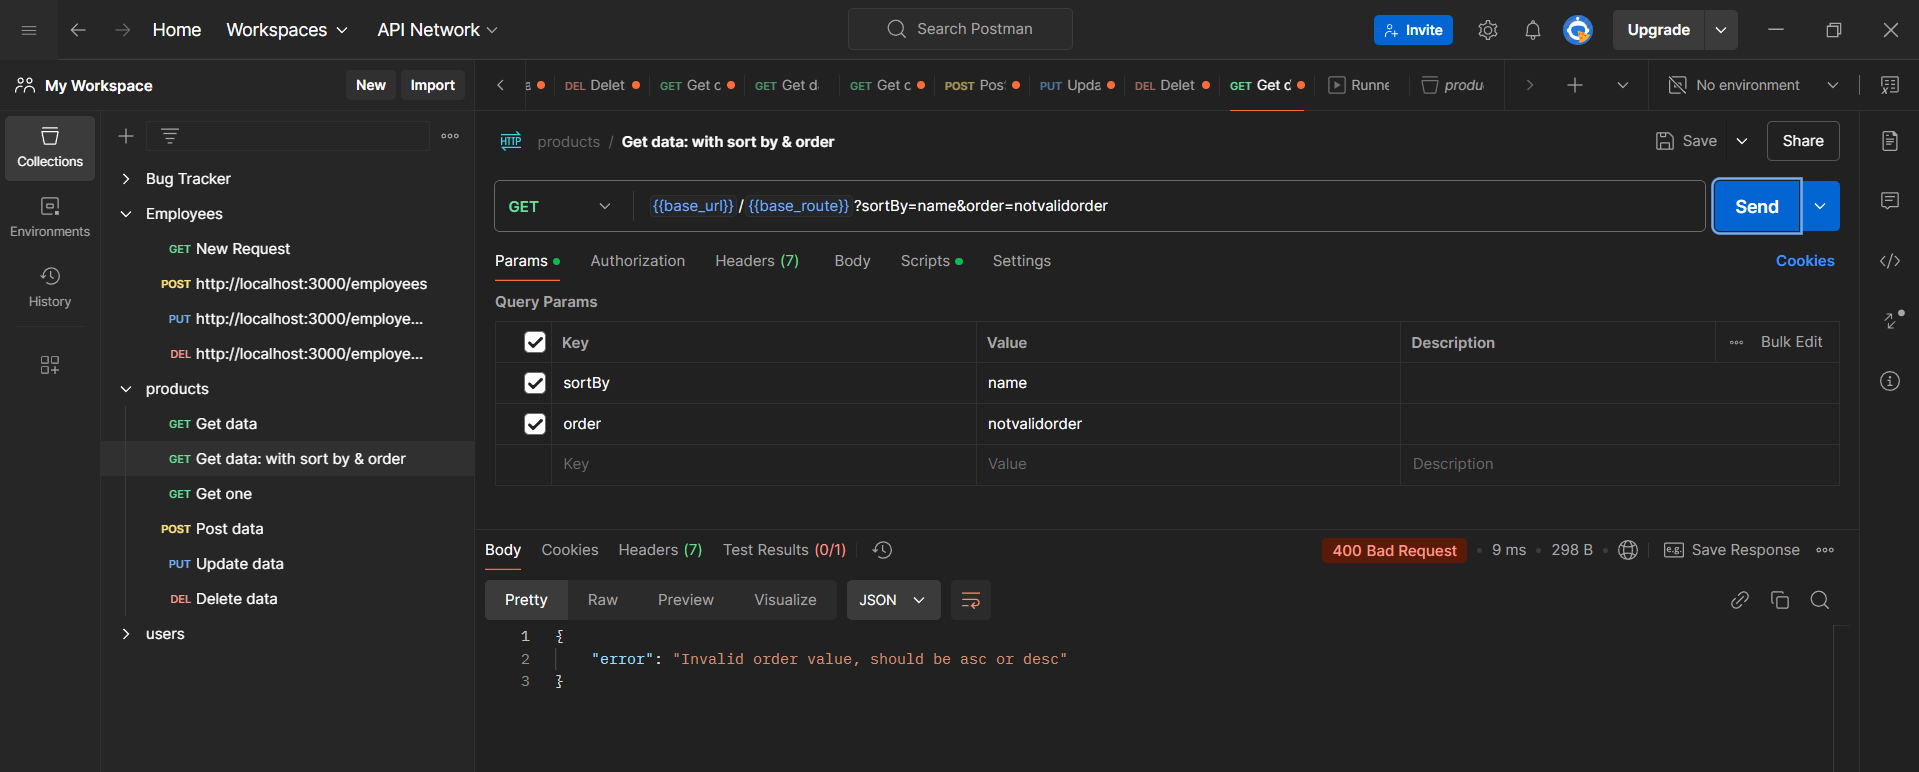 Home Workspaces API Network Search Postman Invite Upgrade
My Workspace New Import
DEL Delet GET Get c GET Get d GET Get c POST Pos PUT Upda DEL Delet GET Get d Runne produ No environment
Collections
Environments
History
Bug Tracker
Employees
GET New Request
POST http://localhost:3000/employees
PUT http://localhost:3000/employe...
DEL http://localhost:3000/employe...
products
GET Get data
GET Get data: with sort by & order
GET Get one
POST Post data
PUT Update data
DEL Delete data
users
HTTP products / Get data: with sort by & order Save Share
GET {{base_url}} / {{base_route}} ?sortBy=name&order=notvalidorder Send
Params Authorization Headers (7) Body Scripts Settings Cookies
Query Params
Key Value Description Bulk Edit
sortBy name
order notvalidorder
Key Value Description
Body Cookies Headers (7) Test Results (0/1) 400 Bad Request 9 ms 298 B e.g. Save Response
Pretty Raw Preview Visualize JSON
1 {
2 "error": "Invalid order value, should be asc or desc"
3 }